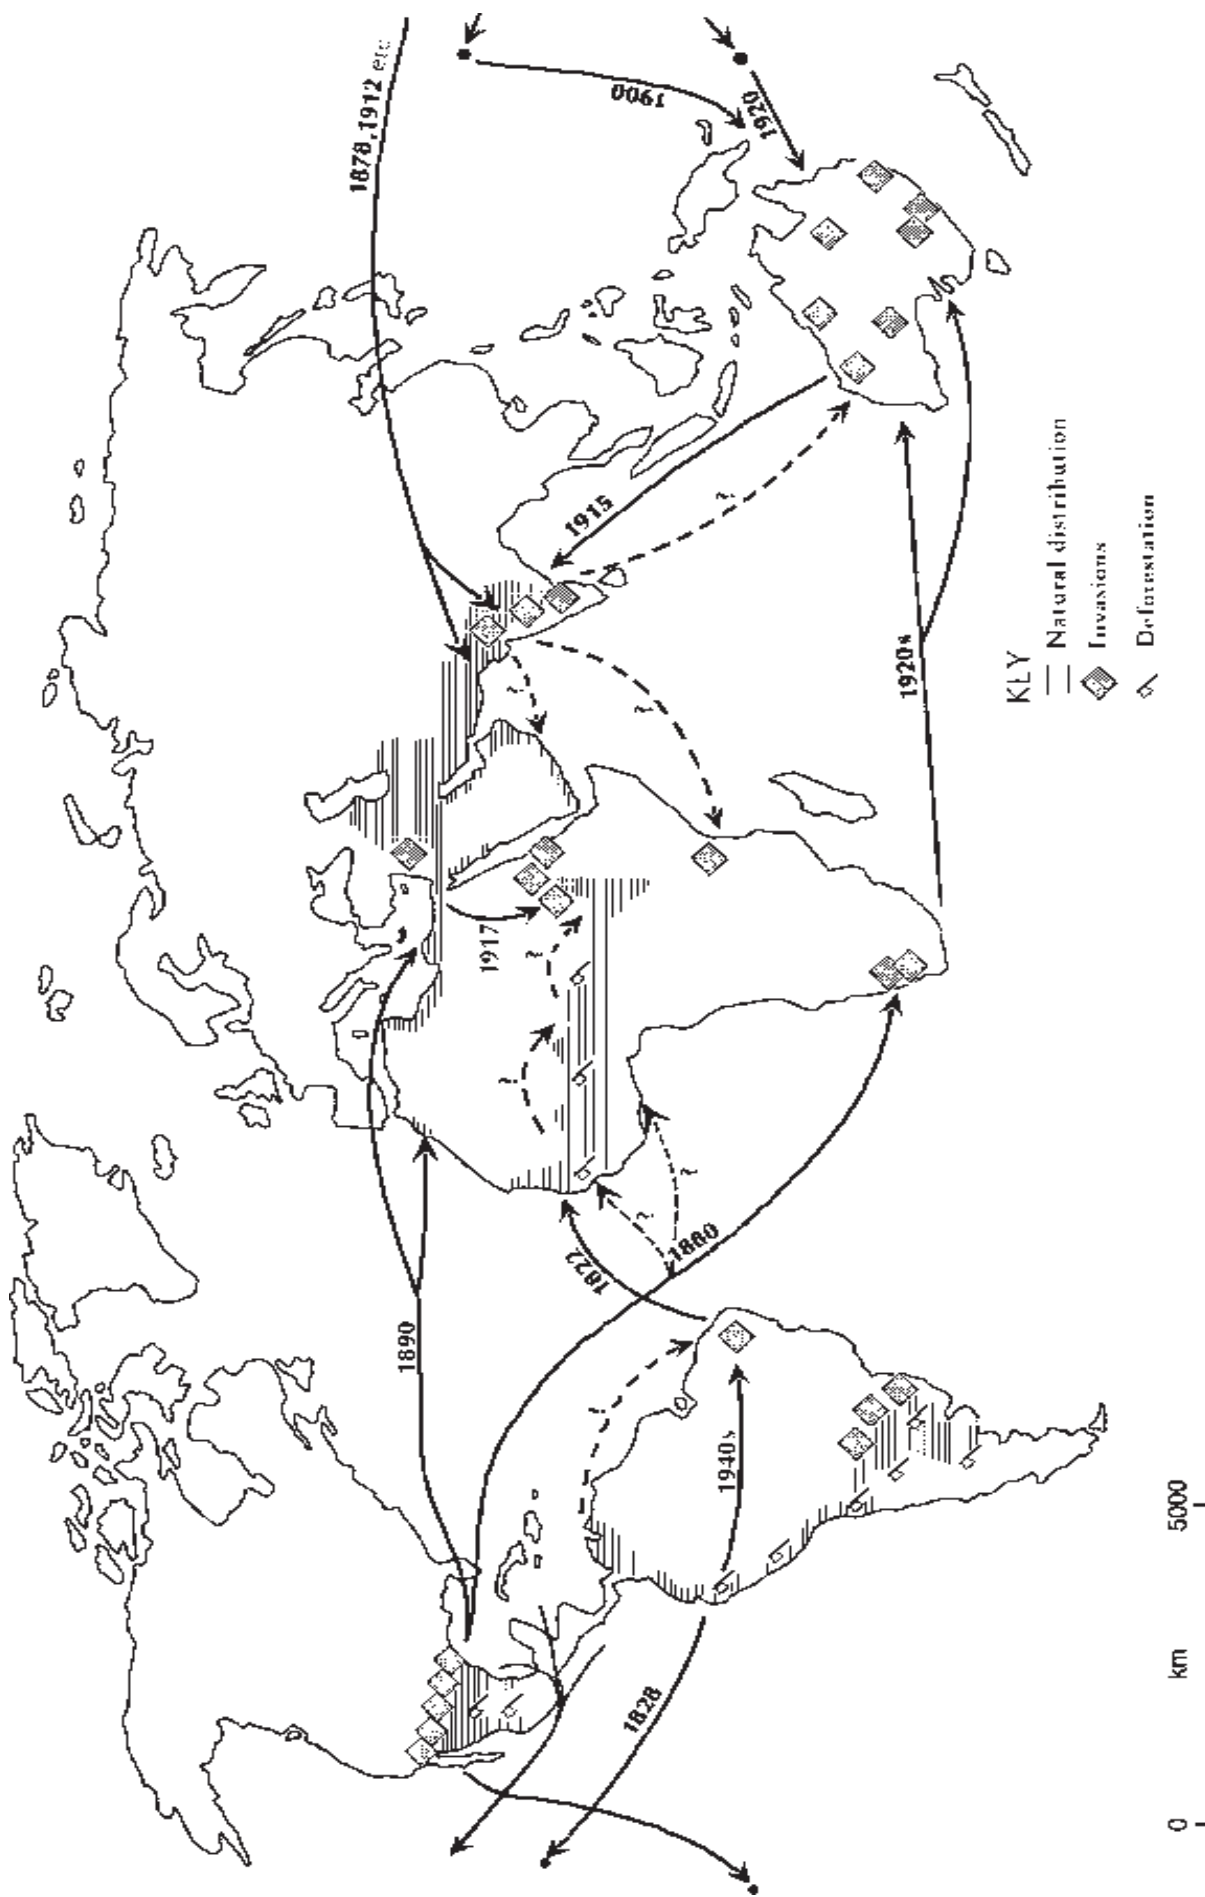 1878, 1912 etc
1900
1920
1915
?
1920s
?
?
1917
?
?
?
?
1880
1822
1890
1940s
1828
KEY
Natural distribution
Invasions
Deforestation
0 km 5000